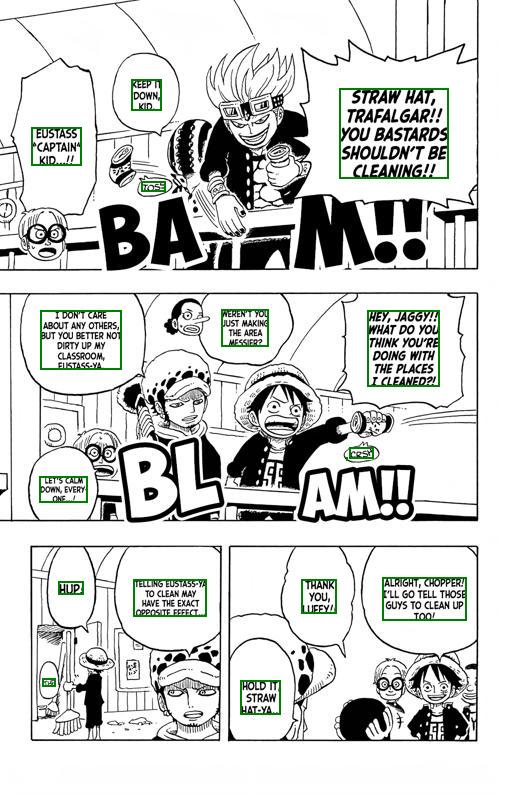 STRAW HAT,
TRAFALGAR!!
YOU BASTARDS
SHOULDN'T BE
CLEANING!!
KEEP IT
DOWN,
KID...
EUSTASS
"CAPTAIN"
KID...!!
TOSS
BAM!!
HEY, JAGGY!!
WHAT DO YOU
THINK YOU'RE
DOING WITH
THE PLACES
I CLEANED?!
WEREN'T YOU
JUST MAKING
THE AREA
MESSIER?
I DON'T CARE
ABOUT ANY OTHERS,
BUT YOU BETTER NOT
DIRTY UP MY
CLASSROOM,
EUSTASS-YA...
LET'S CALM
DOWN, EVERY-
ONE...!
BLAM!!
ALRIGHT, CHOPPER!
I'LL GO TELL THOSE
GUYS TO CLEAN UP
TOO!
THANK
YOU,
LUFFY!
HOLD IT,
STRAW
HAT-YA...
TELLING EUSTASS-YA
TO CLEAN MAY
HAVE THE EXACT
OPPOSITE EFFECT...
HUP!